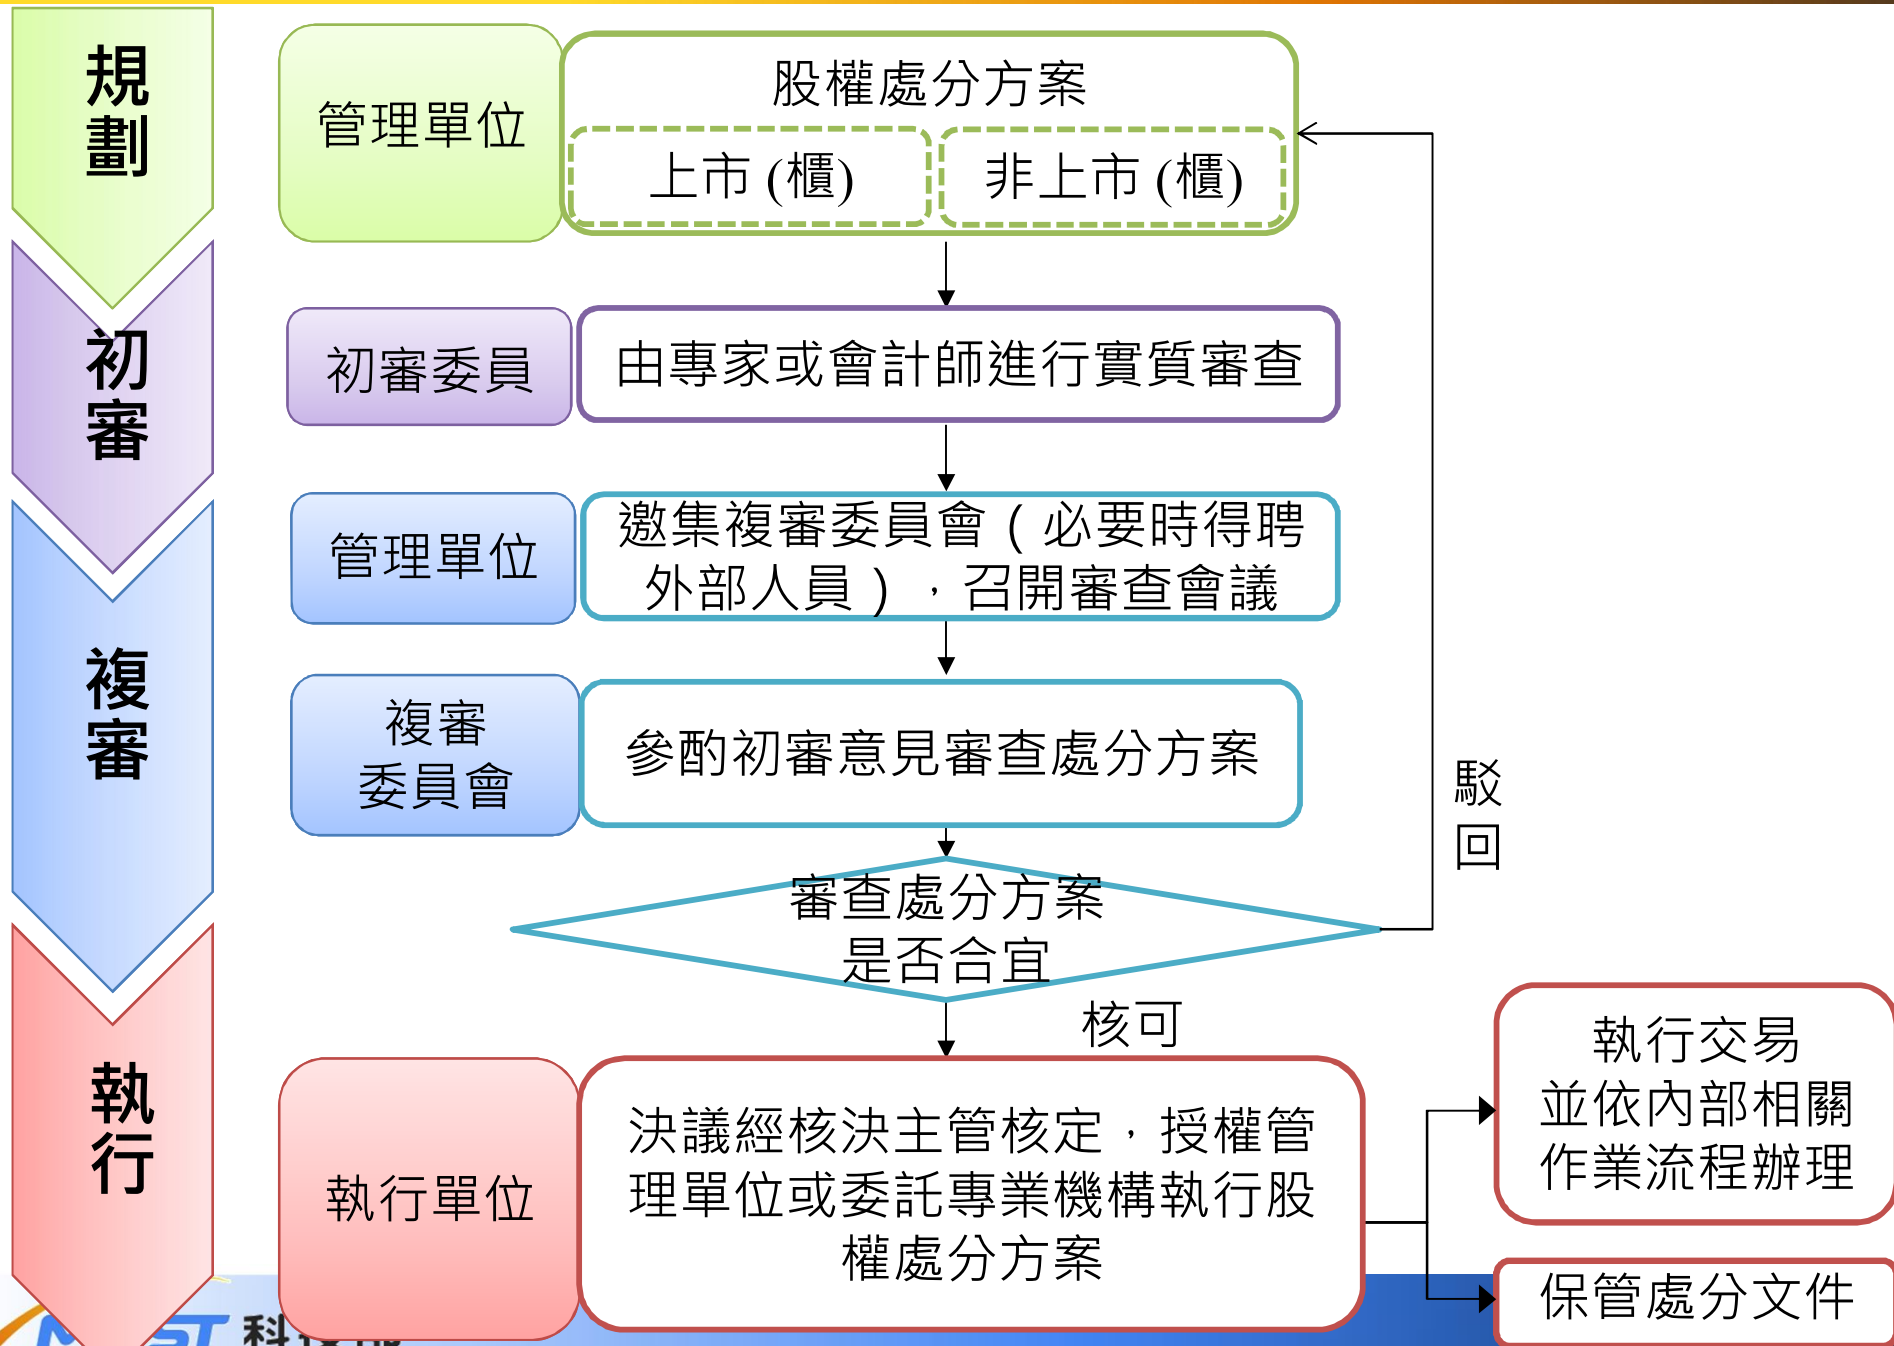 規劃
管理單位
股權處分方案
上市 (櫃)
非上市 (櫃)
初審
初審委員
由專家或會計師進行實質審查
複審
管理單位
邀集複審委員會（必要時得聘
外部人員），召開審查會議
複審
委員會
參酌初審意見審查處分方案
審查處分方案
是否合宜
駁回
核可
執行
執行單位
決議經核決主管核定，授權管
理單位或委託專業機構執行股
權處分方案
執行交易
並依內部相關
作業流程辦理
保管處分文件